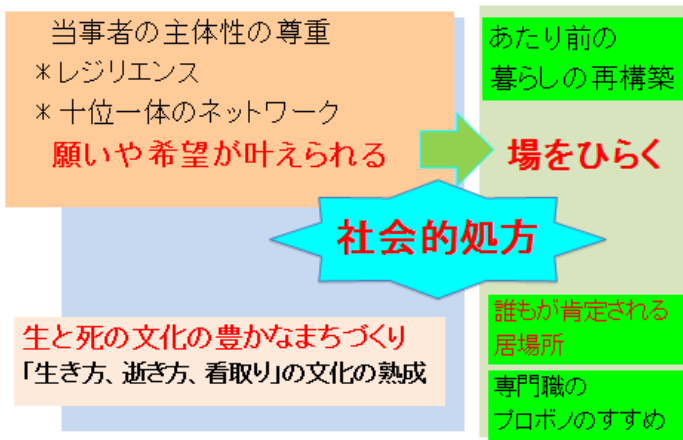 当事者の主体性の尊重
＊レジリエンス
＊十位一体のネットワーク
願いや希望が叶えられる
あたり前の
暮らしの再構築
場をひらく
社会的処方
生と死の文化の豊かなまちづくり
「生き方、逝き方、看取り」の文化の熟成
誰もが肯定される
居場所
専門職の
プロボノのすすめ